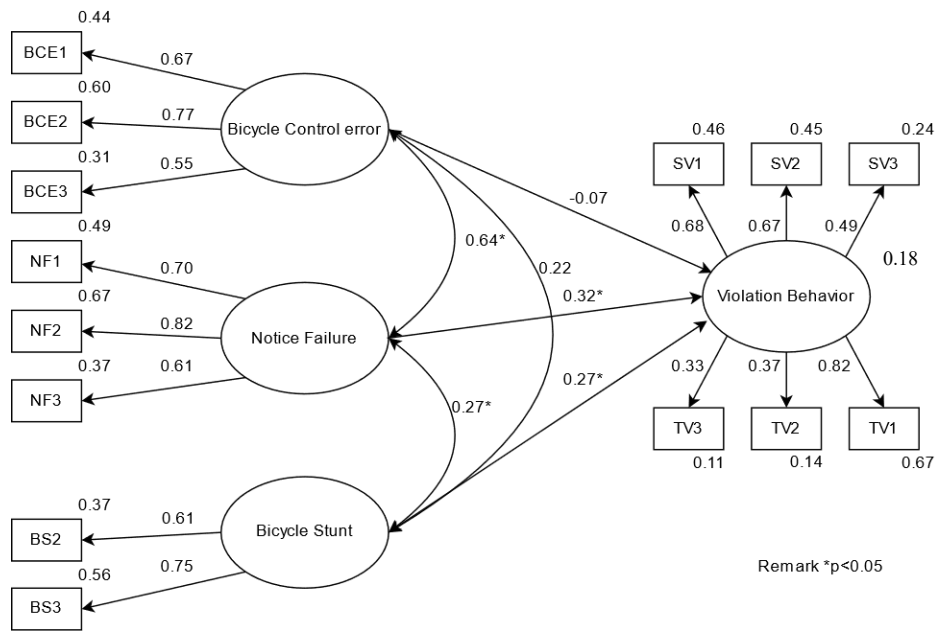 0.44
BCE1
0.67
0.60
BCE2
0.77
Bicycle Control error
0.31
BCE3
0.55
0.49
NF1
0.70
0.67
NF2
0.82
Notice Failure
0.37
NF3
0.61
0.37
BS2
0.61
Bicycle Stunt
0.56
BS3
0.75
-0.07
0.64*
0.22
0.32*
0.27*
0.27*
0.46
0.45
0.24
SV1
SV2
SV3
0.68
0.67
0.49
0.18
Violation Behavior
0.33
0.37
0.82
TV3
TV2
TV1
0.11
0.14
0.67
Remark *p<0.05